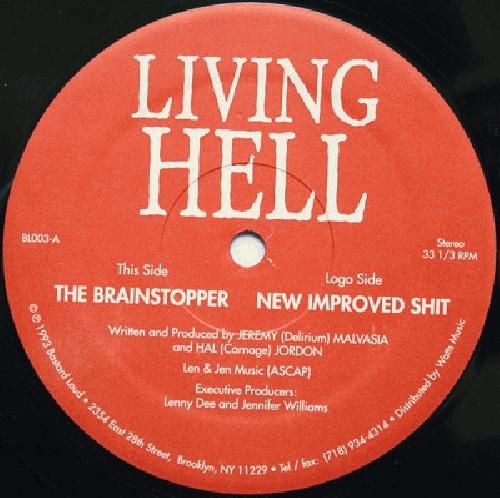 LIVING
HELL
BL003-A
Stereo
33 1/3 RPM
This Side
Logo Side
THE BRAINSTOPPER
NEW IMPROVED SHIT
Written and Produced by JEREMY (Delirium) MALVASIA
and HAL (Carnage) JORDON
Len & Jen Music (ASCAP)
Executive Producers:
Lenny Dee and Jennifer Williams
©℗1993 Bastard Loud • 2354 East 28th Street, Brooklyn, NY 11229 • Tel / fax: (718) 934-4314 • Distributed by Watts Music